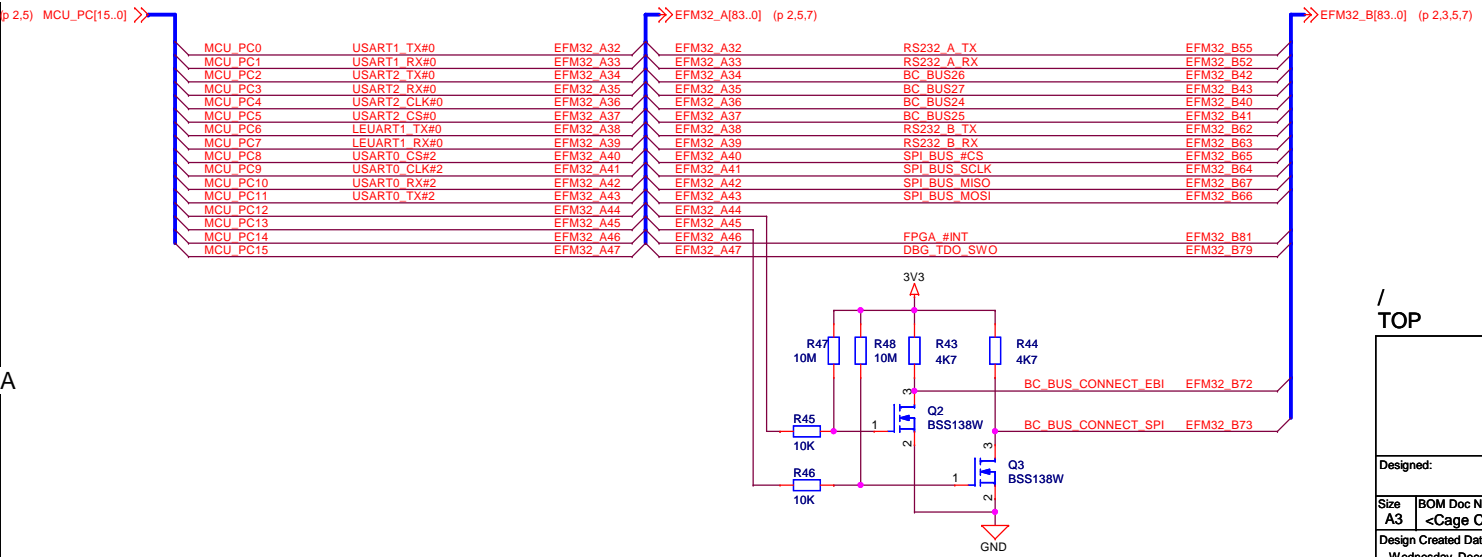 (p 2,5) MCU_PC[15..0] EFM32_A[83..0] (p 2,5,7) EFM32_B[83..0] (p 2,3,5,7)
MCU_PC0 USART1_TX#0 EFM32_A32 EFM32_A32 RS232_A_TX EFM32_B55
MCU_PC1 USART1_RX#0 EFM32_A33 EFM32_A33 RS232_A_RX EFM32_B52
MCU_PC2 USART2_TX#0 EFM32_A34 EFM32_A34 BC_BUS26 EFM32_B42
MCU_PC3 USART2_RX#0 EFM32_A35 EFM32_A35 BC_BUS27 EFM32_B43
MCU_PC4 USART2_CLK#0 EFM32_A36 EFM32_A36 BC_BUS24 EFM32_B40
MCU_PC5 USART2_CS#0 EFM32_A37 EFM32_A37 BC_BUS25 EFM32_B41
MCU_PC6 LEUART1_TX#0 EFM32_A38 EFM32_A38 RS232_B_TX EFM32_B62
MCU_PC7 LEUART1_RX#0 EFM32_A39 EFM32_A39 RS232_B_RX EFM32_B63
MCU_PC8 USART0_CS#2 EFM32_A40 EFM32_A40 SPI_BUS_#CS EFM32_B65
MCU_PC9 USART0_CLK#2 EFM32_A41 EFM32_A41 SPI_BUS_SCLK EFM32_B64
MCU_PC10 USART0_RX#2 EFM32_A42 EFM32_A42 SPI_BUS_MISO EFM32_B67
MCU_PC11 USART0_TX#2 EFM32_A43 EFM32_A43 SPI_BUS_MOSI EFM32_B66
MCU_PC12 EFM32_A44 EFM32_A44
MCU_PC13 EFM32_A45 EFM32_A45
MCU_PC14 EFM32_A46 EFM32_A46 FPGA_#INT EFM32_B81
MCU_PC15 EFM32_A47 EFM32_A47 DBG_TDO_SWO EFM32_B79
3V3
/
TOP
R47 R48 R43 R44
10M 10M 4K7 4K7
A
BC_BUS_CONNECT_EBI EFM32_B72
3
Q2
BSS138W
R45
1
10K
2
BC_BUS_CONNECT_SPI EFM32_B73
3
Q3
BSS138W
R46
1
10K
2
GND
Designed:
Size BOM Doc N
A3 <Cage C
Design Created Dat